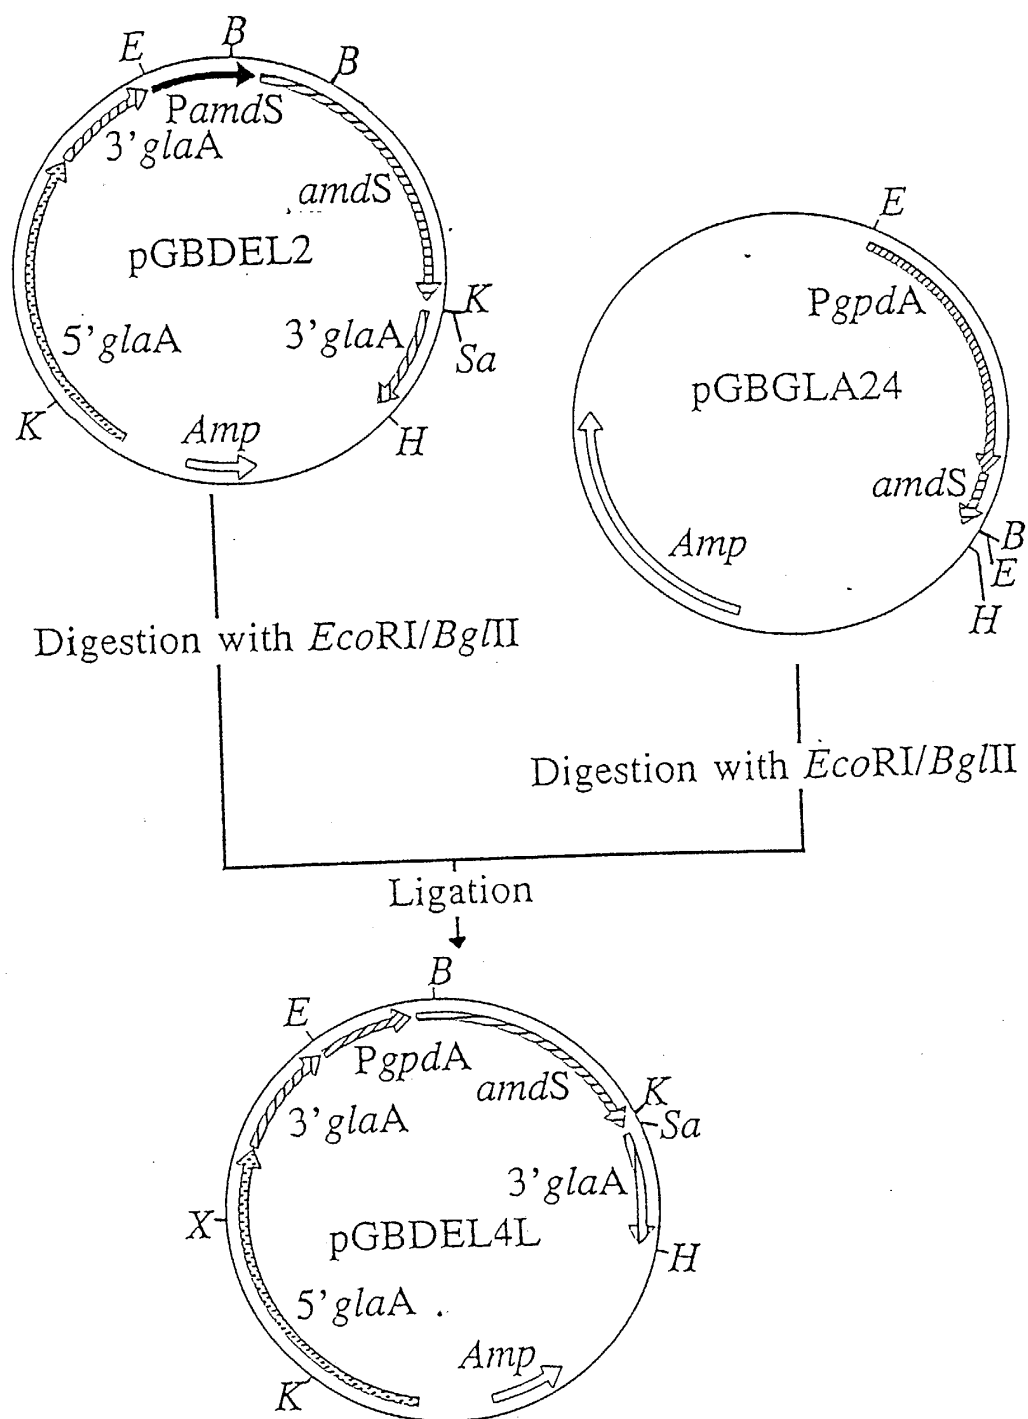 E
B
B
PamdS
3'glaA
amdS
pGBDEL2
5'glaA
3'glaA
K
Sa
K
H
Amp
E
PgpdA
pGBGLA24
amdS
B
E
H
Amp
Digestion with EcoRI/BglII
Digestion with EcoRI/BglII
Ligation
B
E
PgpdA
amdS
K
Sa
3'glaA
3'glaA
X
pGBDEL4L
H
5'glaA
Amp
K